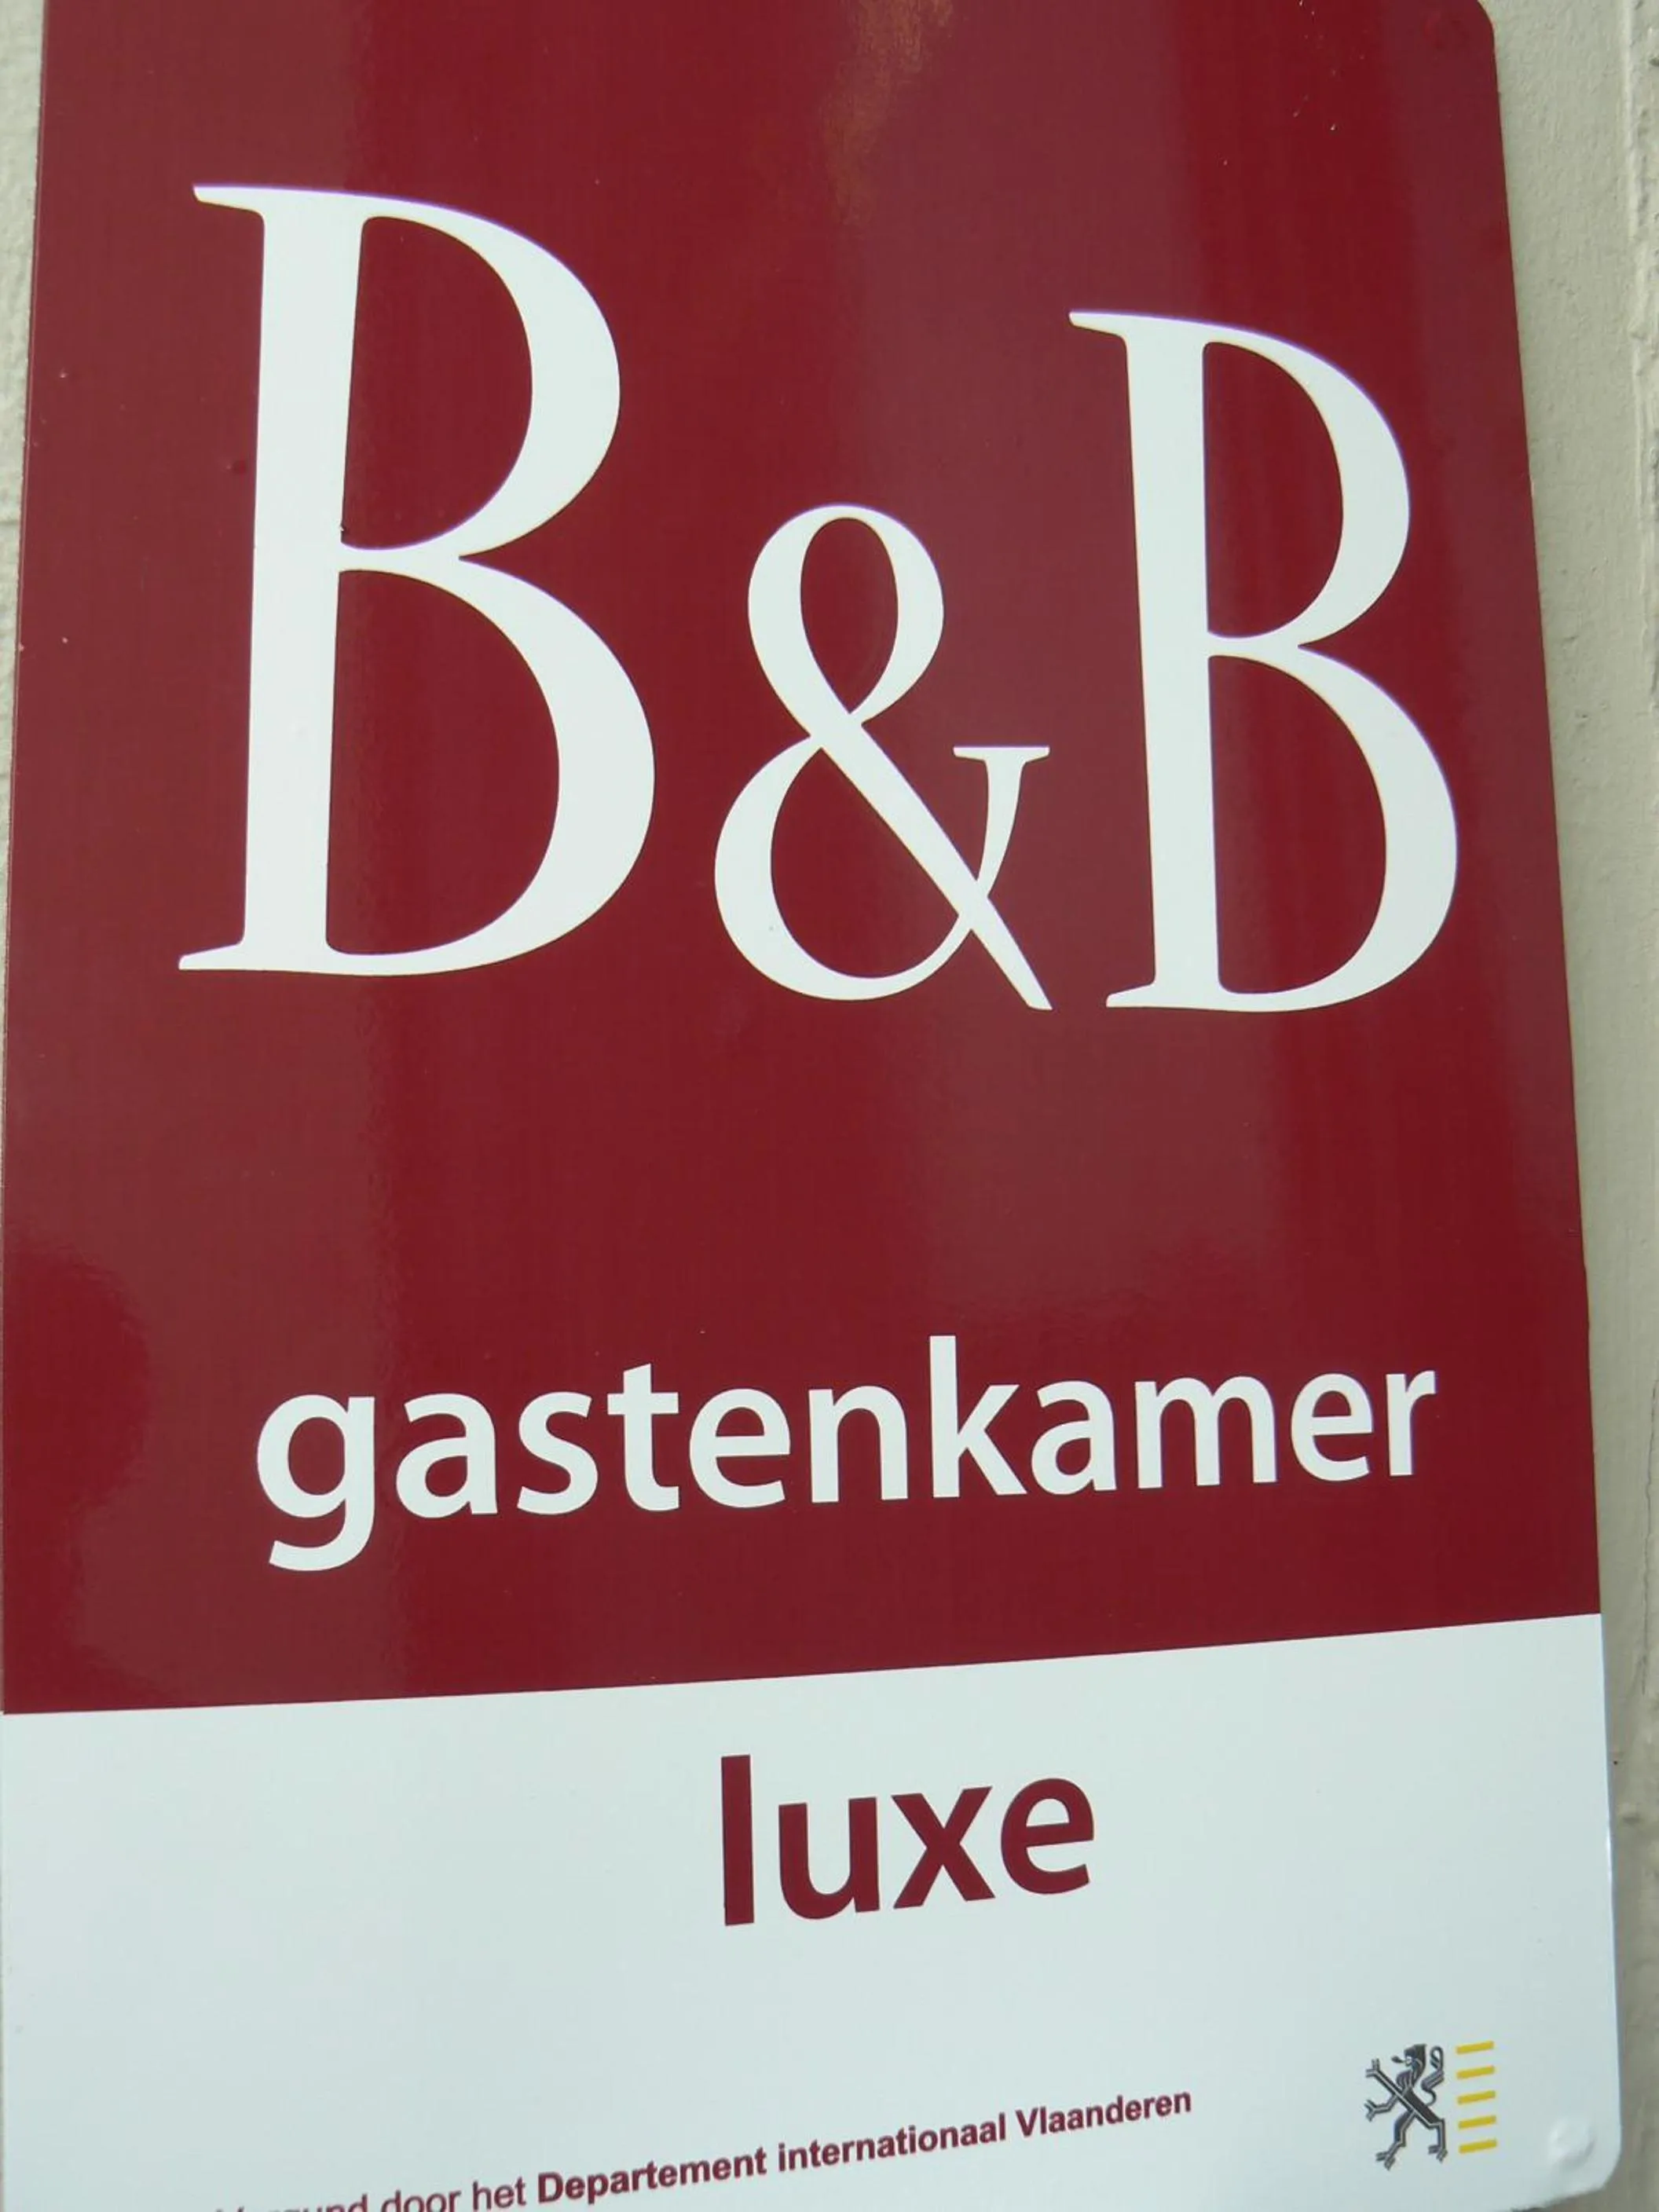 B&B
gastenkamer
luxe
door het Departement internationaal Vlaanderen